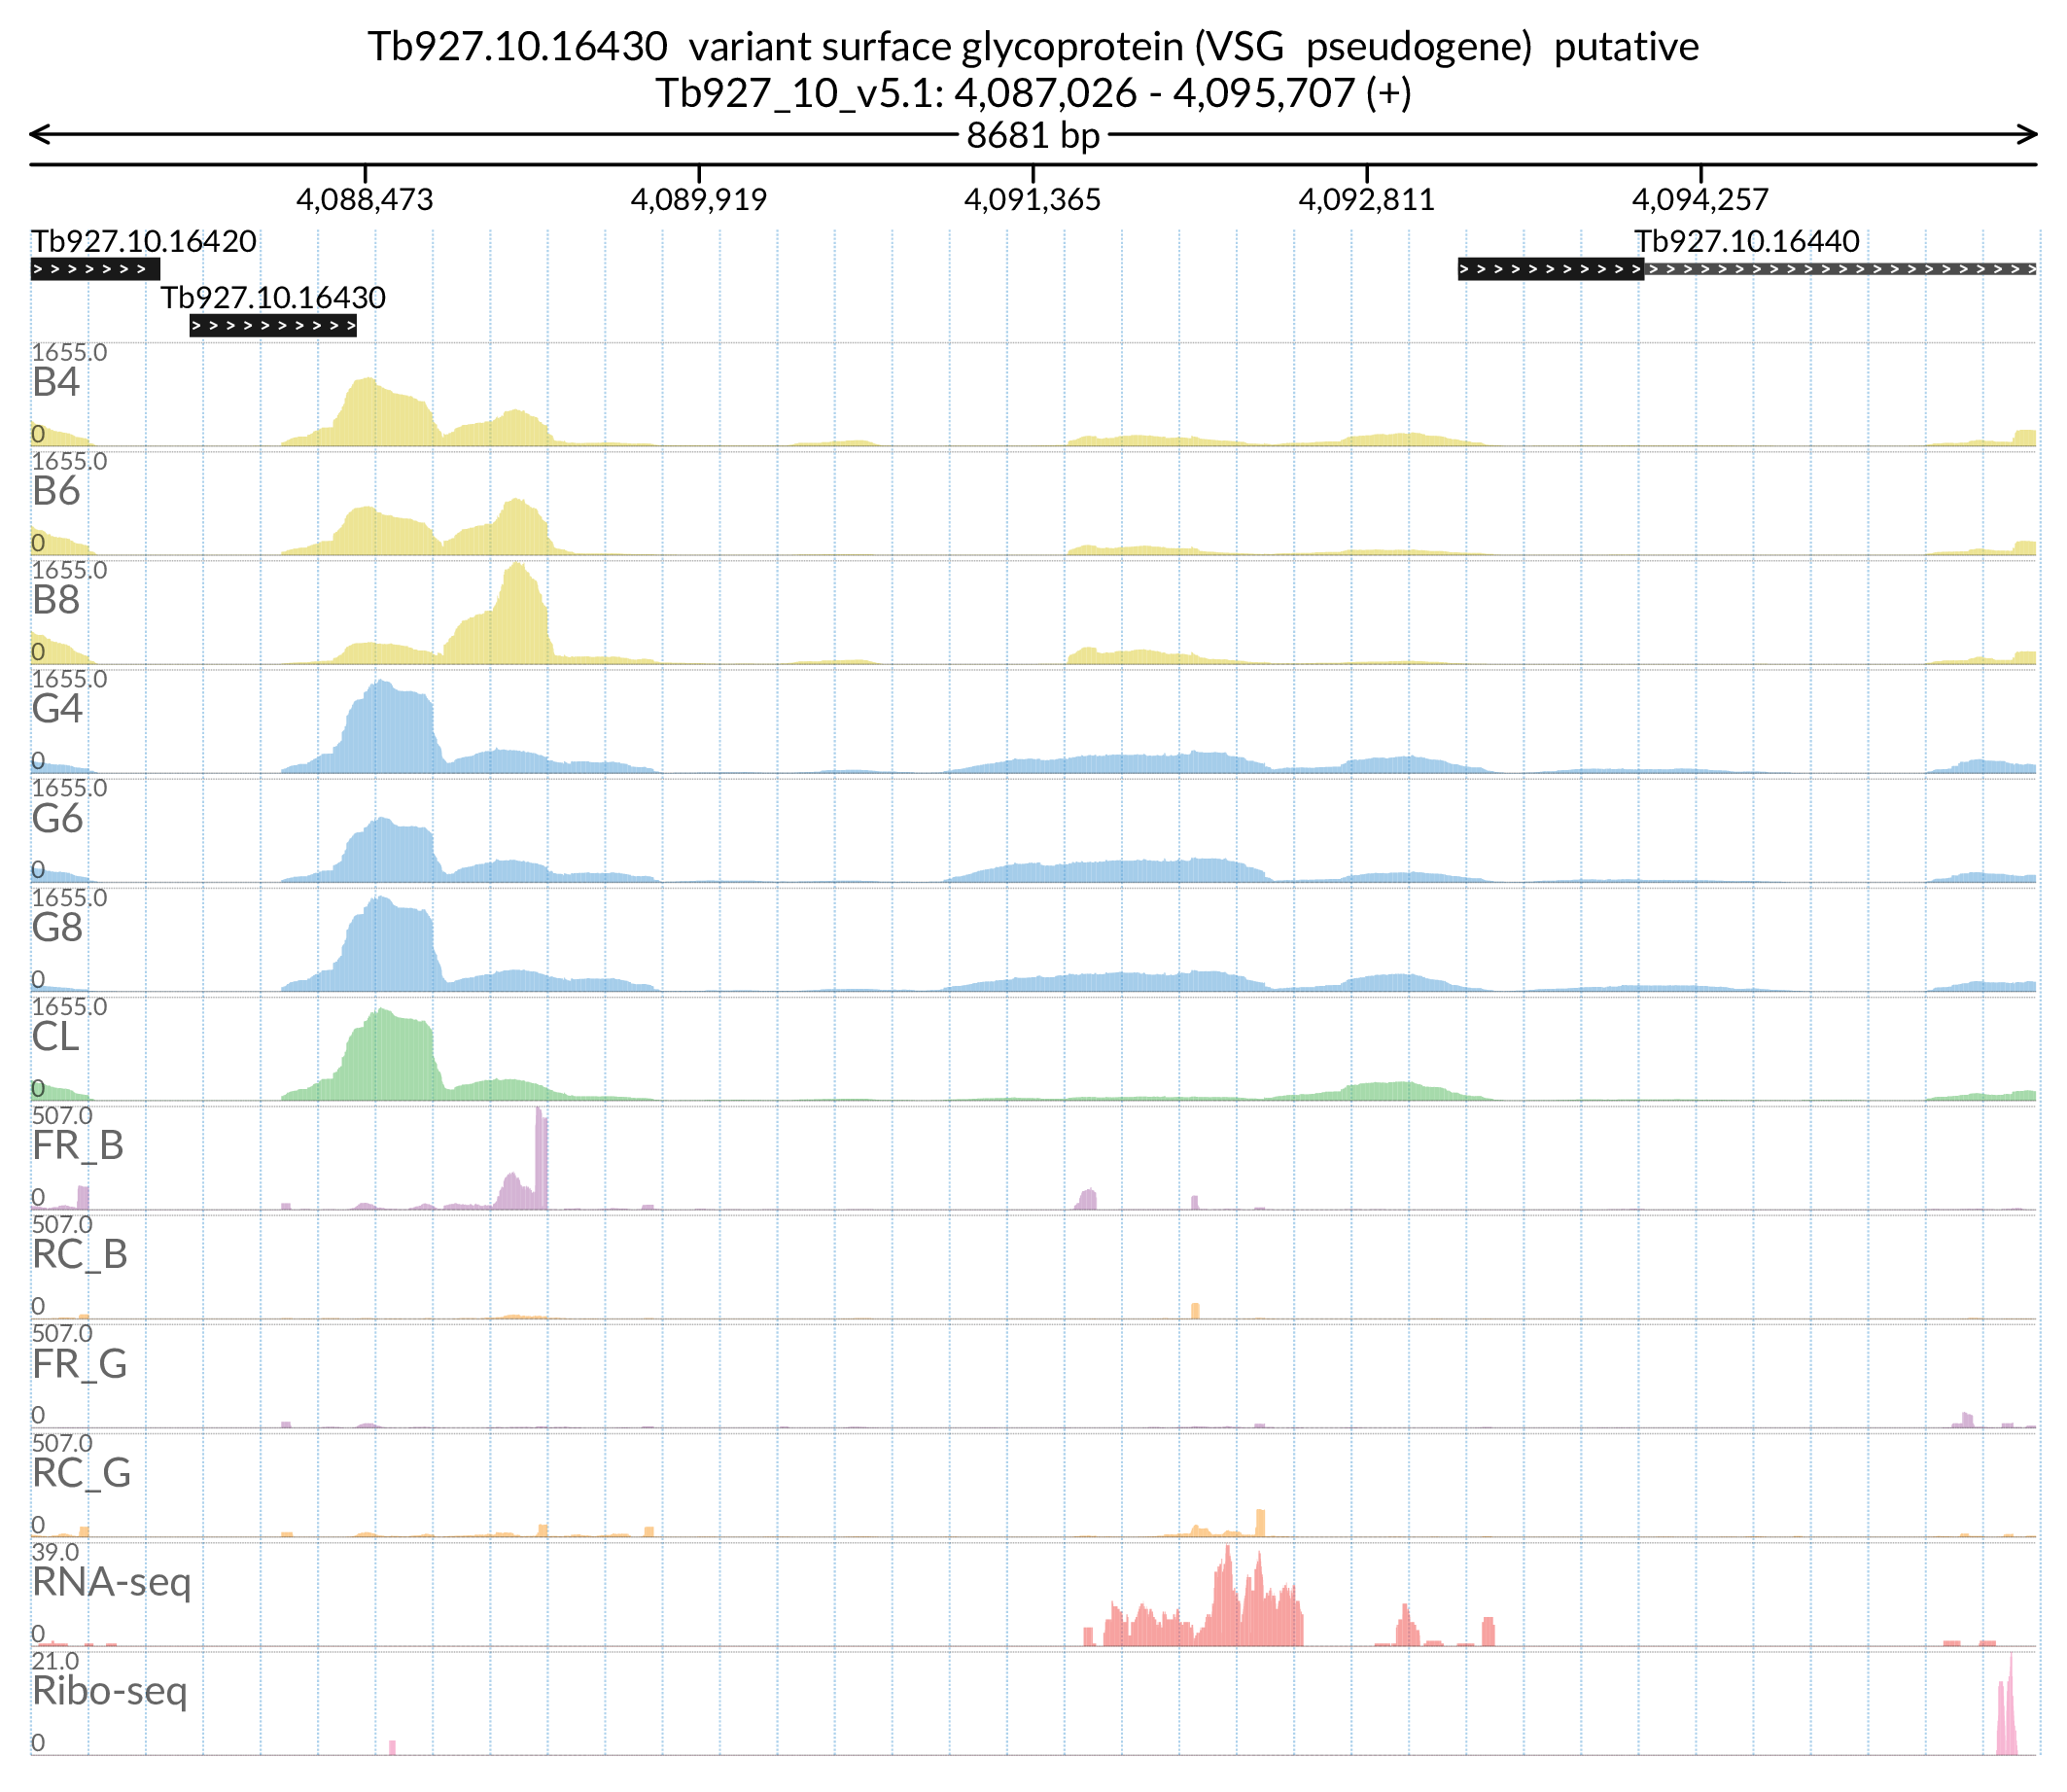 Tb927.10.16430  variant surface glycoprotein (VSG  pseudogene)  putative
Tb927_10_v5.1: 4,087,026 - 4,095,707 (+)
8681 bp
4,088,473 4,089,919 4,091,365 4,092,811 4,094,257
Tb927.10.16420 Tb927.10.16440
Tb927.10.16430
1655.0
B4
0
1655.0
B6
0
1655.0
B8
0
1655.0
G4
0
1655.0
G6
0
1655.0
G8
0
1655.0
CL
0
507.0
FR_B
0
507.0
RC_B
0
507.0
FR_G
0
507.0
RC_G
0
39.0
RNA-seq
0
21.0
Ribo-seq
0